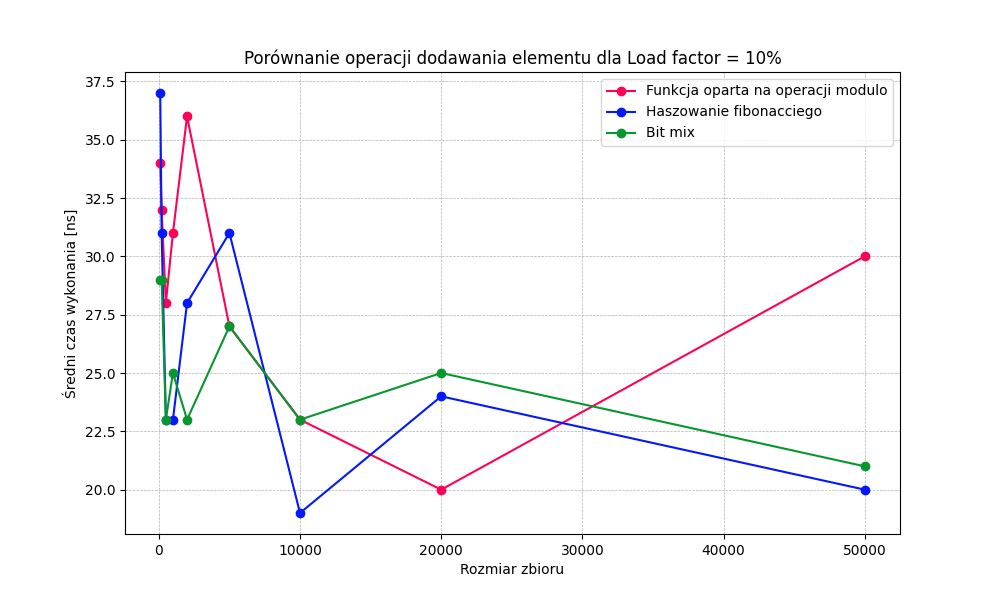 Porównanie operacji dodawania elementu dla Load factor = 10%
Funkcja oparta na operacji modulo
Haszowanie fibonacciego
Bit mix
Średni czas wykonania [ns]
37.5
35.0
32.5
30.0
27.5
25.0
22.5
20.0
0 10000 20000 30000 40000 50000
Rozmiar zbioru